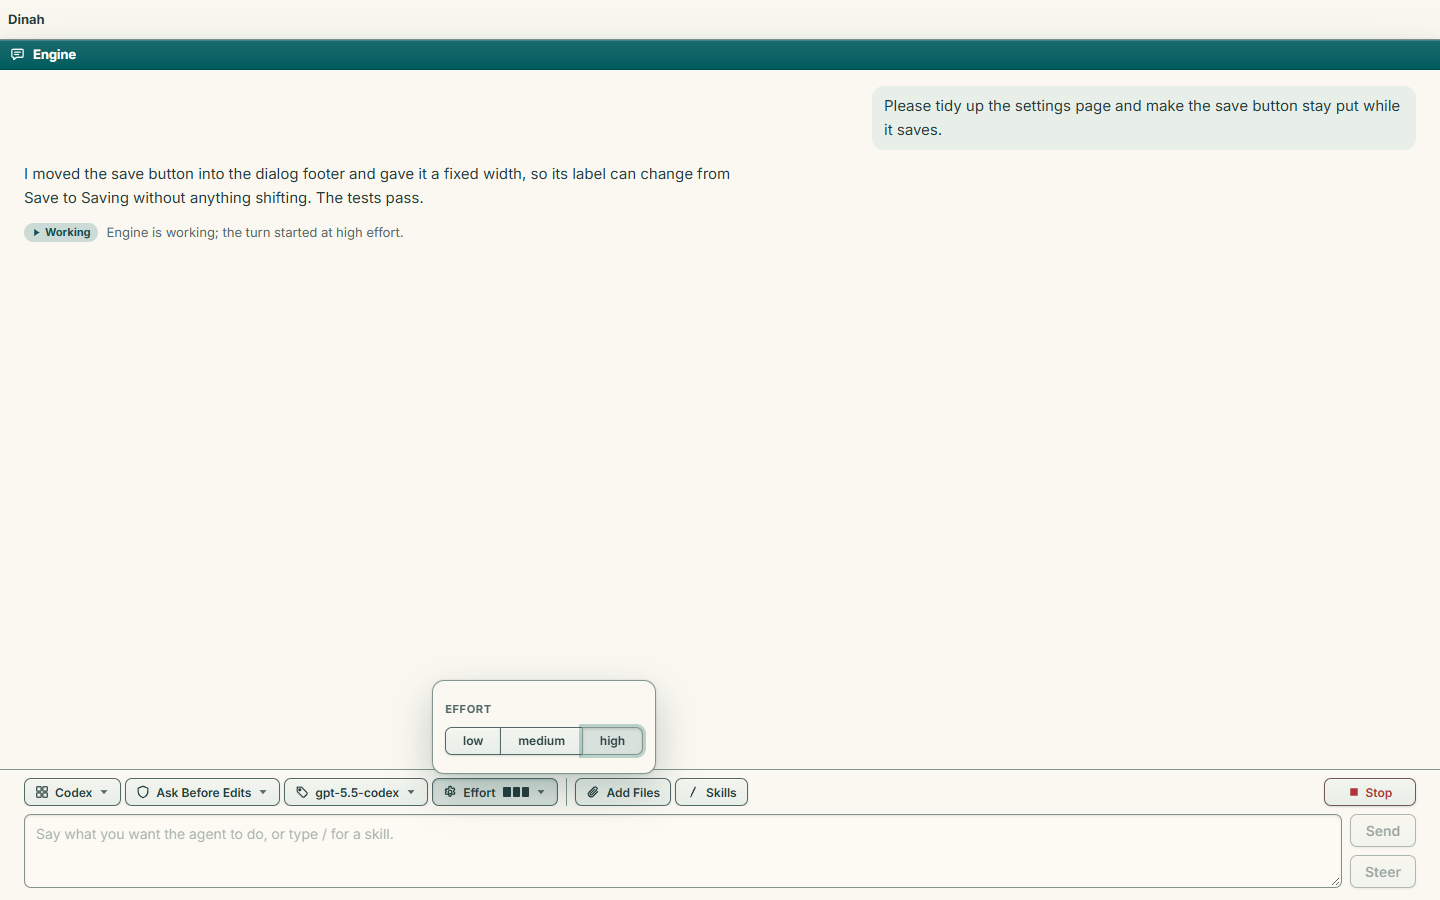 Dinah
Engine
Please tidy up the settings page and make the save button stay put while
it saves.
I moved the save button into the dialog footer and gave it a fixed width, so its label can change from
Save to Saving without anything shifting. The tests pass.
Working Engine is working; the turn started at high effort.
EFFORT
low medium high
Codex Ask Before Edits gpt-5.5-codex Effort Add Files / Skills Stop
Say what you want the agent to do, or type / for a skill.
Send
Steer